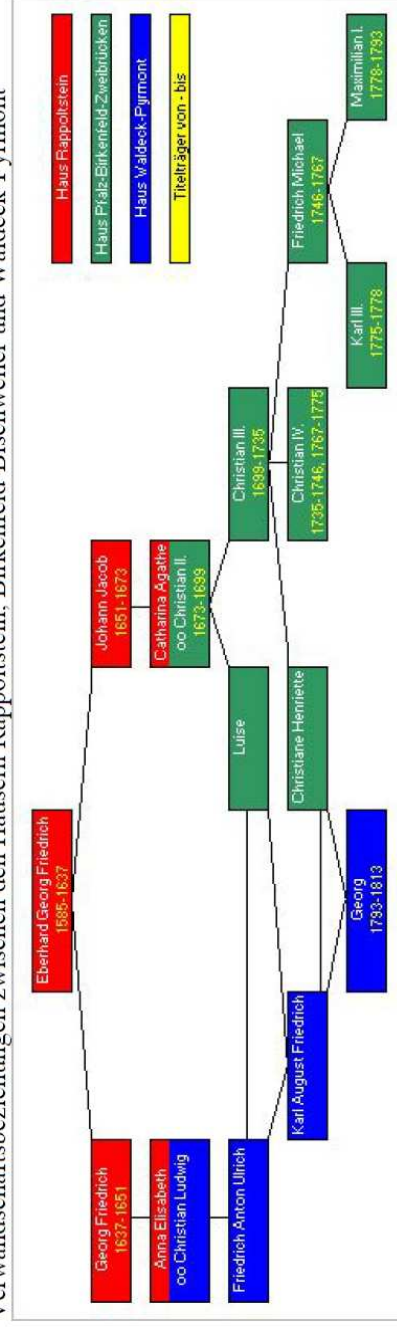 Verwandtschaftsbeziehungen zwischen den Häusern Rappoltstein, Birkenfeld-Bischweiler und Waldeck-Pyrmont
Haus Rappoltstein
Haus Pfalz-Birkenfeld-Zweibrücken
Haus Waldeck-Pyrmont
Titelträger von - bis
Eberhard Georg Friedrich
1585-1637
Georg Friedrich
1637-1651
Johann Jacob
1651-1673
Anna Elisabeth
oo Christian Ludwig
Catharina Agathe
oo Christian II.
1673-1699
Friedrich Anton Ulrich
Luise
Christian III.
1699-1735
Karl August Friedrich
Christiane Henriette
Christian IV.
1735-1746, 1767-1775
Friedrich Michael
1746-1767
Georg
1793-1813
Karl III.
1775-1778
Maximilian I.
1778-1793